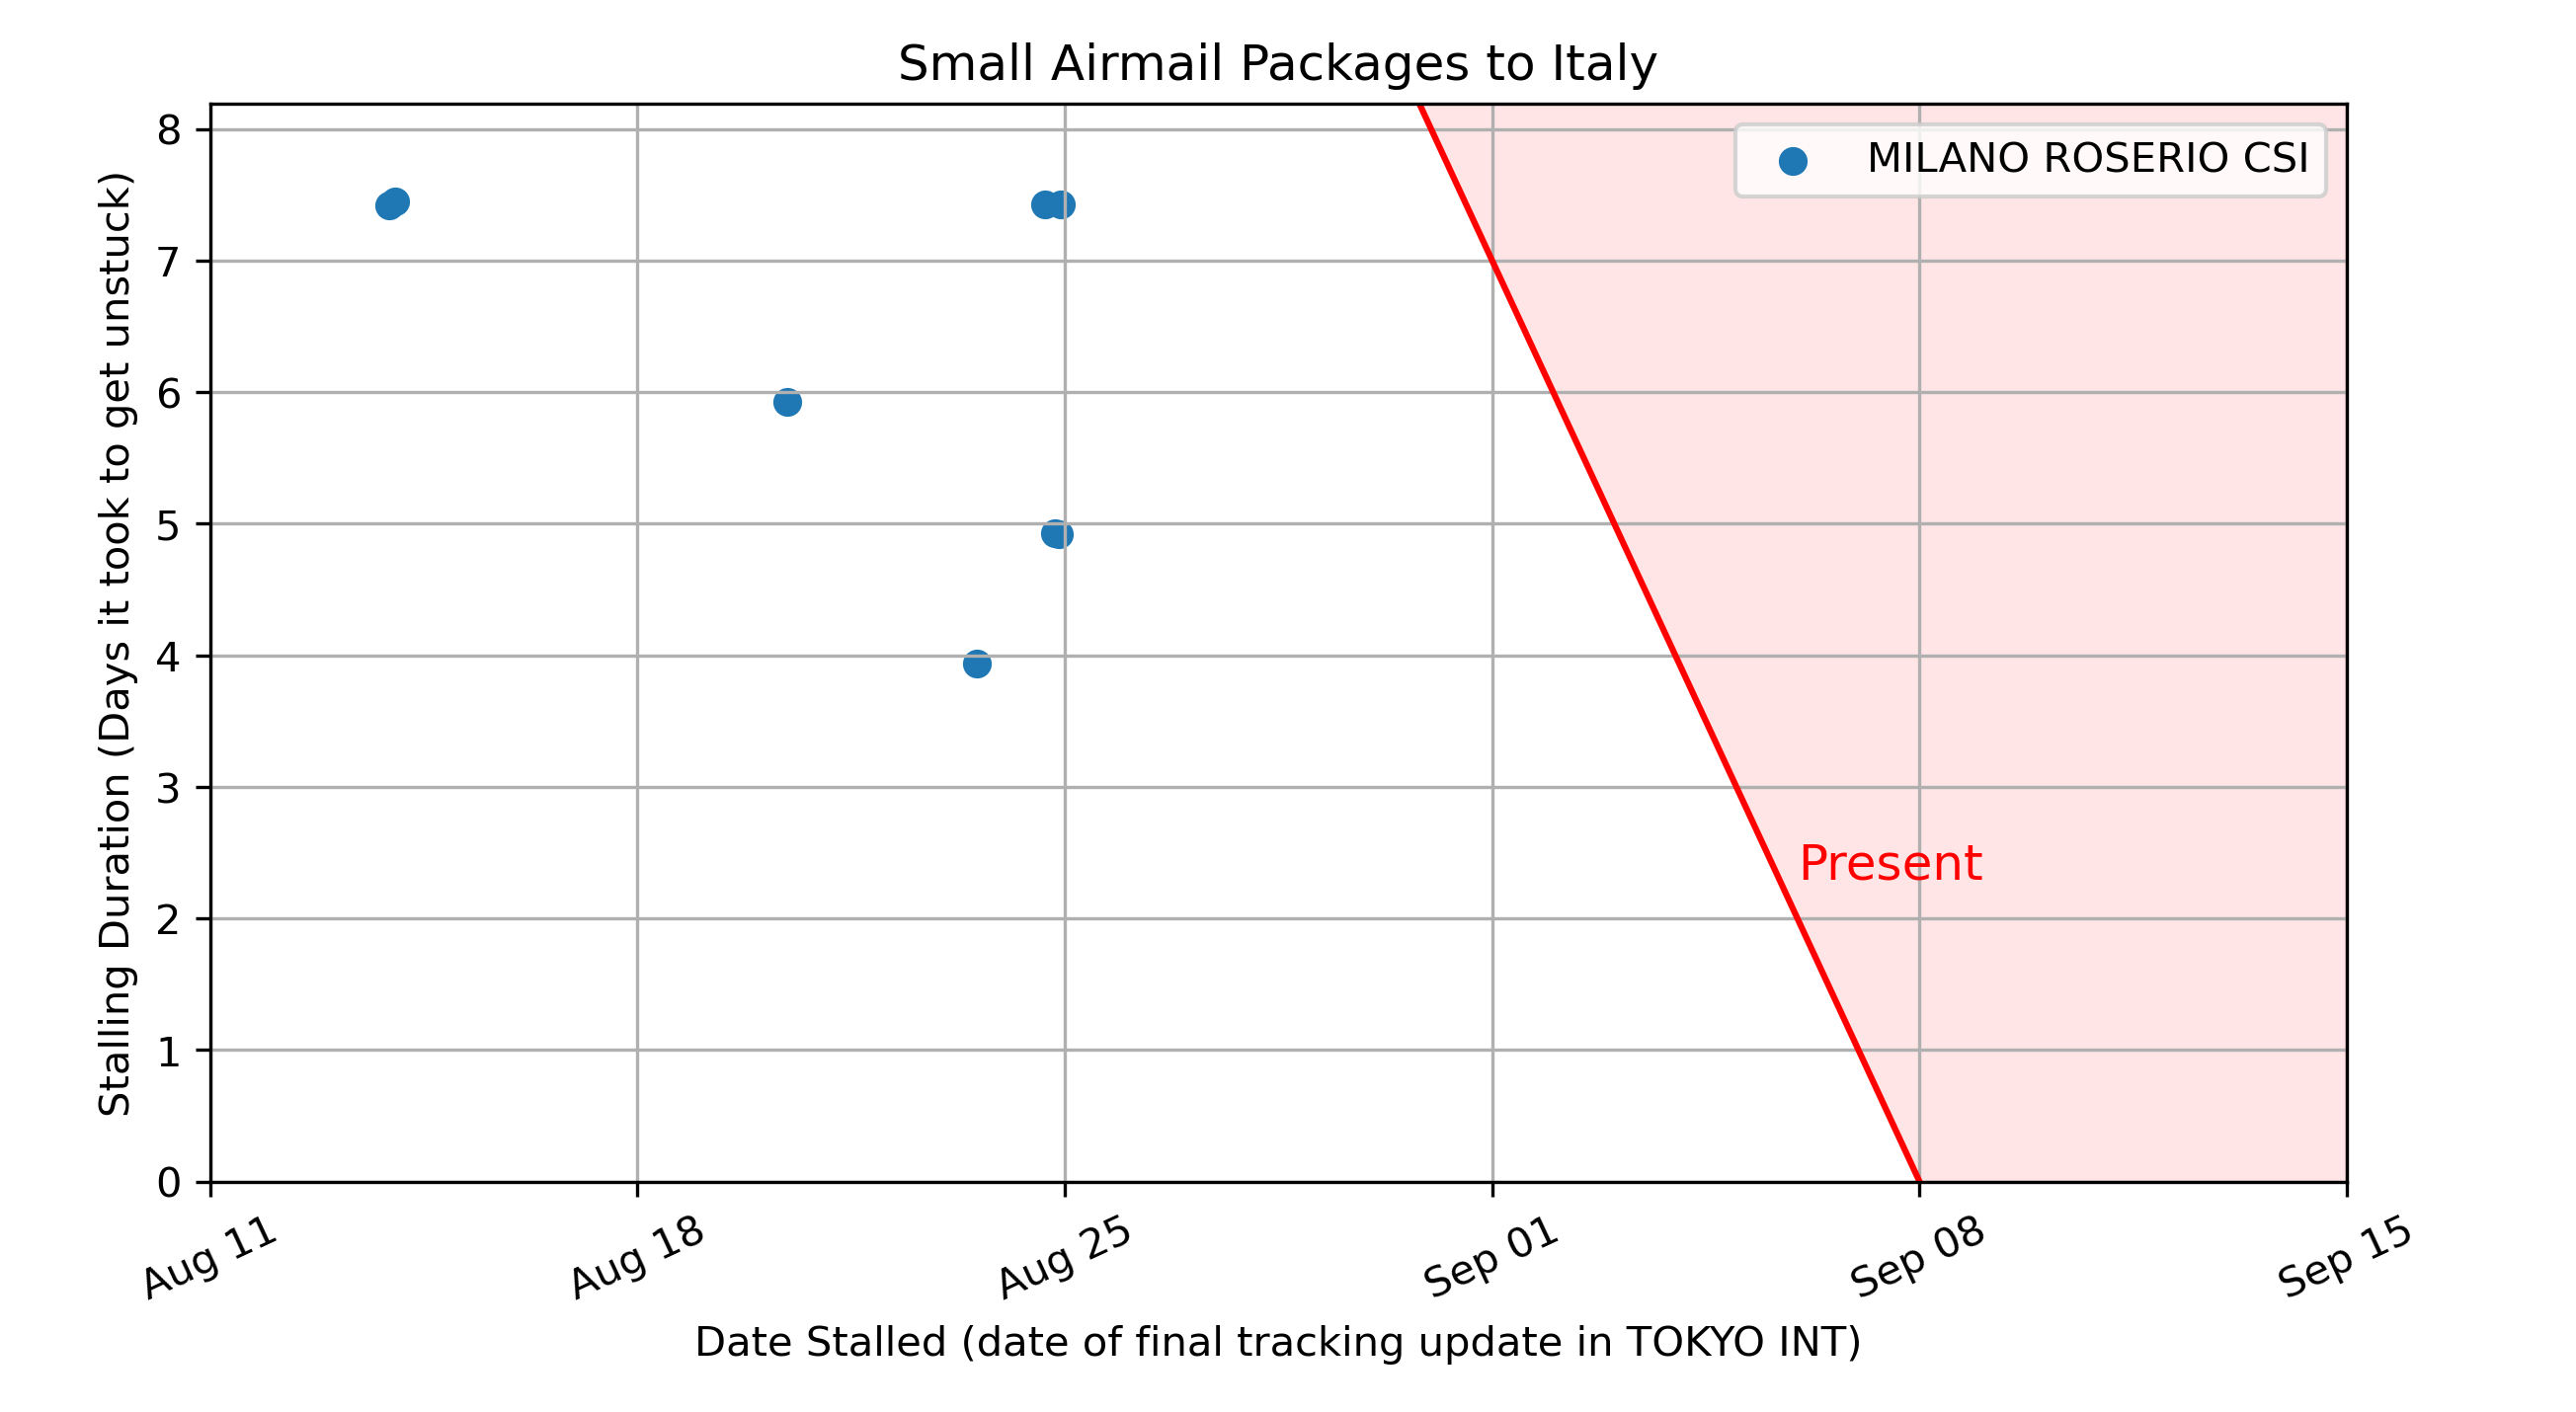 Small Airmail Packages to Italy
MILANO ROSERIO CSI
Stalling Duration (Days it took to get unstuck)
8
7
6
5
4
3
2
1
0
Present
Aug 11
Aug 18
Aug 25
Sep 01
Sep 08
Sep 15
Date Stalled (date of final tracking update in TOKYO INT)